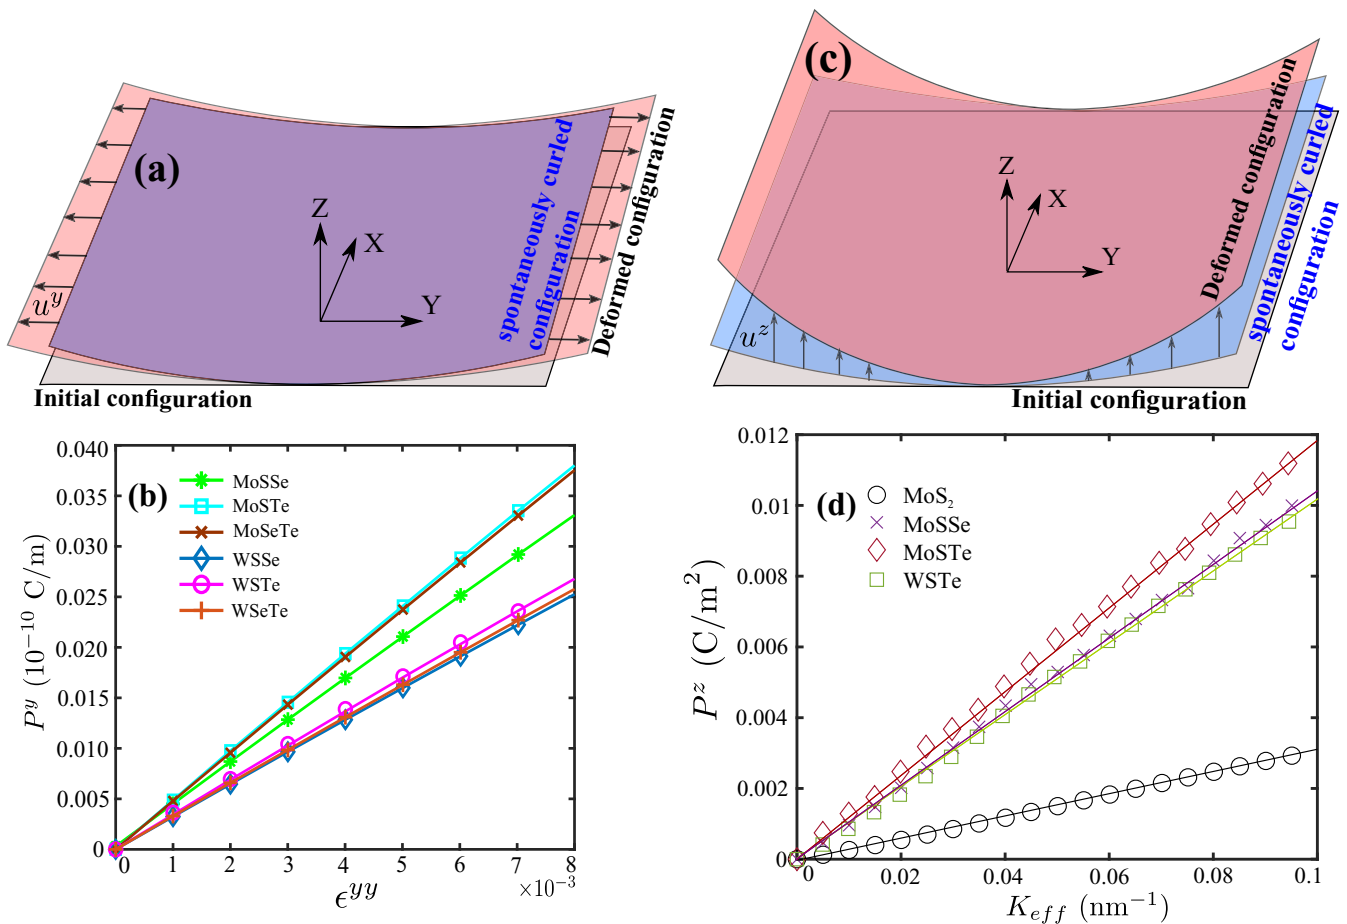 (a)
spontaneously curled
configuration
Deformed configuration
Z
X
Y
u^y
Initial configuration
(c)
Deformed configuration
spontaneously curled
configuration
Z
X
Y
u^z
Initial configuration
(b)
0.040
0.035
0.030
0.025
0.020
0.015
0.010
0.005
0
P^y (10^−10 C/m)
MoSSe
MoSTe
MoSeTe
WSSe
WSTe
WSeTe
0 1 2 3 4 5 6 7 8
×10^−3
ϵ^yy
(d)
0.012
0.010
0.008
0.006
0.004
0.002
0
P^z (C/m^2)
MoS_2
MoSSe
MoSTe
WSTe
0 0.02 0.04 0.06 0.08 0.1
K_eff (nm^−1)